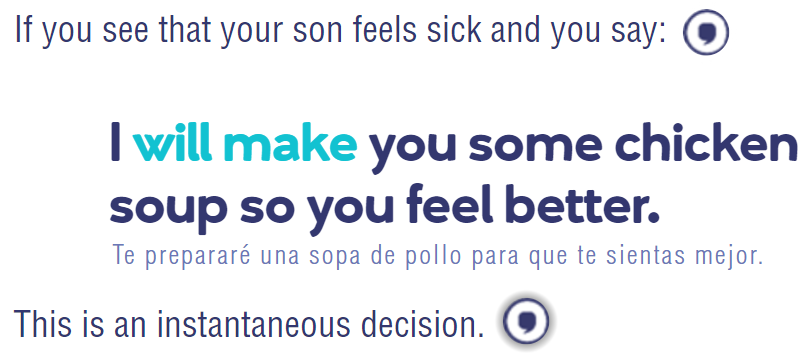 If you see that your son feels sick and you say:
I will make you some chicken
soup so you feel better.
Te prepararé una sopa de pollo para que te sientas mejor.
This is an instantaneous decision.